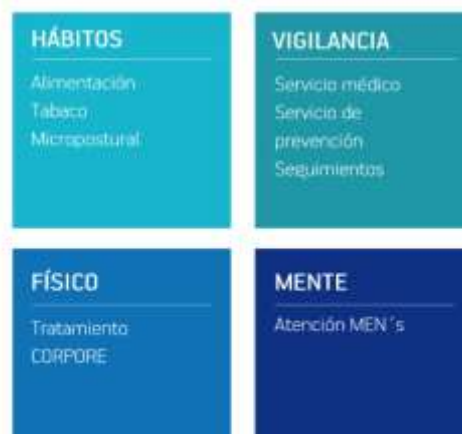 HÁBITOS
Alimentación
Tabaco
Micropostural
VIGILANCIA
Servicio médico
Servicio de
prevención
Seguimientos
FÍSICO
Tratamiento
CORPORE
MENTE
Atención MEN´s